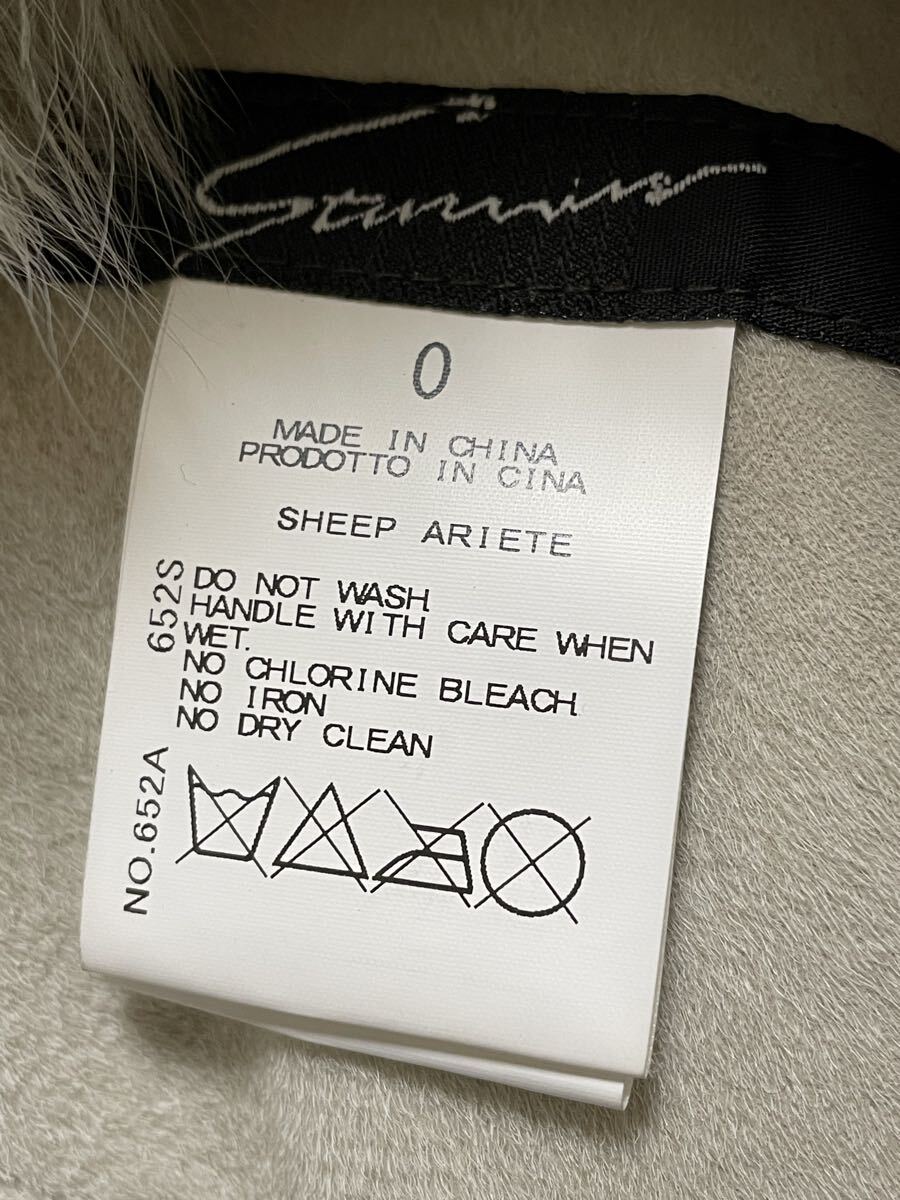 0
MADE IN CHINA
PRODOTTO IN CINA
SHEEP ARIETE
DO NOT WASH
HANDLE WITH CARE WHEN
WET.
NO CHLORINE BLEACH
NO IRON
NO DRY CLEAN
NO.652A 652S